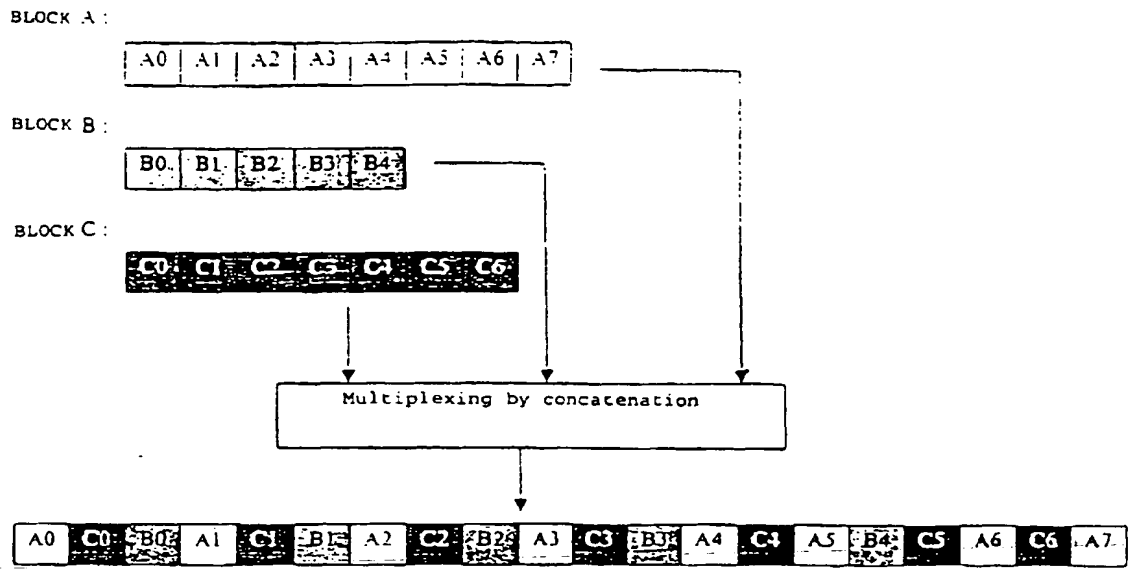 BLOCK A :
A0 A1 A2 A3 A4 A5 A6 A7
BLOCK B :
B0 B1 B2 B3 B4
BLOCK C :
C0 C1 C2 C3 C4 C5 C6
Multiplexing by concatenation
A0 C0 B0 A1 C1 B1 A2 C2 B2 A3 C3 B3 A4 C4 A5 B4 C5 A6 C6 A7